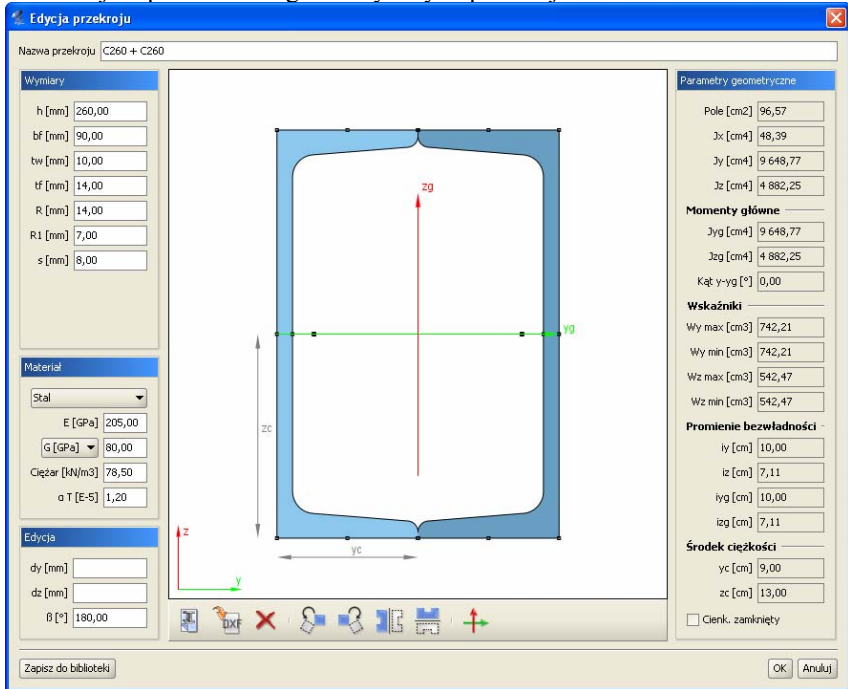 Edycja przekroju
Nazwa przekroju C260 + C260
Wymiary
h [mm] 260,00
bf [mm] 90,00
tw [mm] 10,00
tf [mm] 14,00
R [mm] 14,00
R1 [mm] 7,00
s [mm] 8,00
Materiał
Stal
E [GPa] 205,00
G [GPa] 80,00
Ciężar [kN/m3] 78,50
α T [E-5] 1,20
Edycja
dy [mm]
dz [mm]
β [°] 180,00
zg
yg
zc
yc
z
y
DXF
Parametry geometryczne
Pole [cm2] 96,57
Jx [cm4] 48,39
Jy [cm4] 9 648,77
Jz [cm4] 4 882,25
Momenty główne
Jyg [cm4] 9 648,77
Jzg [cm4] 4 882,25
Kąt y-yg [°] 0,00
Wskaźniki
Wy max [cm3] 742,21
Wy min [cm3] 742,21
Wz max [cm3] 542,47
Wz min [cm3] 542,47
Promienie bezwładności
iy [cm] 10,00
iz [cm] 7,11
iyg [cm] 10,00
izg [cm] 7,11
Środek ciężkości
yc [cm] 9,00
zc [cm] 13,00
Cienk. zamknięty
Zapisz do biblioteki
OK
Anuluj